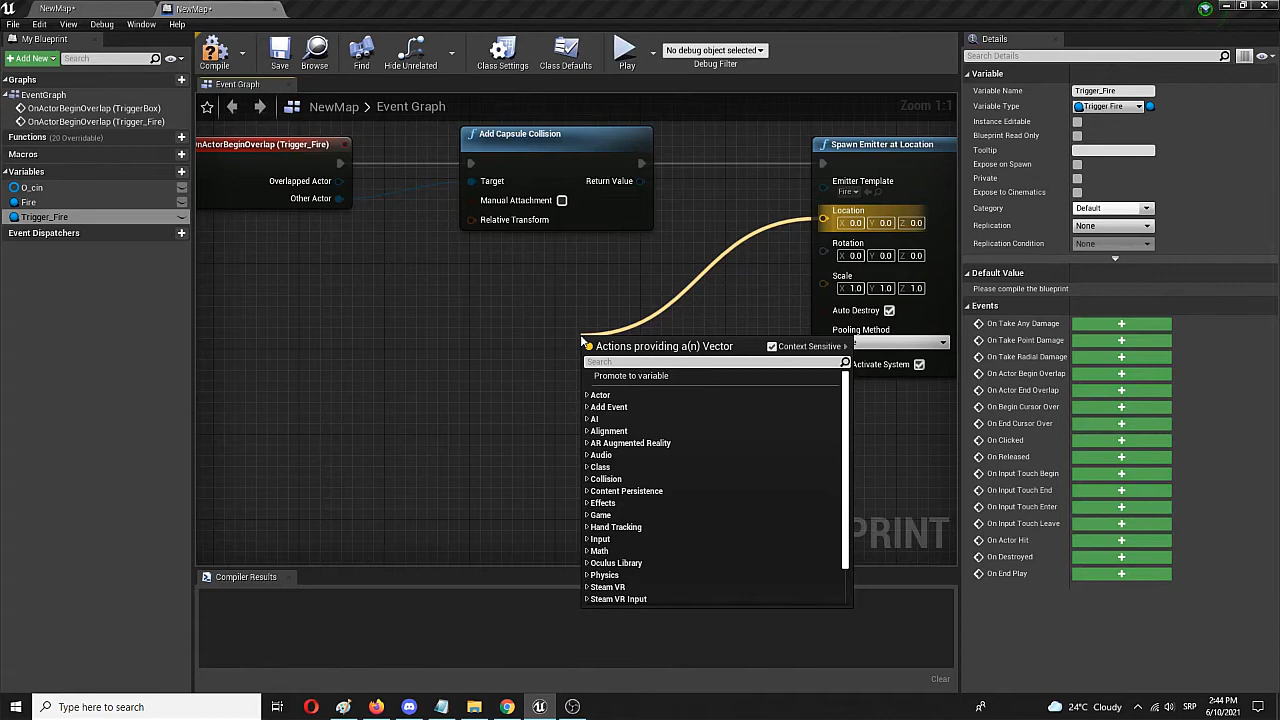 NewMap*
NewMap*
File Edit View Debug Window Help
My Blueprint
Add New
Search
Graphs
EventGraph
OnActorBeginOverlap (TriggerBox)
OnActorBeginOverlap (Trigger_Fire)
Functions (20 Overridable)
Macros
Variables
O_cin
Fire
Trigger_Fire
Event Dispatchers
Compile
Save
Browse
Find
Hide Unrelated
Class Settings
Class Defaults
Play
No debug object selected
Debug Filter
Event Graph
NewMap
Event Graph
Zoom 1:1
OnActorBeginOverlap (Trigger_Fire)
Overlapped Actor
Other Actor
Add Capsule Collision
Target
Return Value
Manual Attachment
Relative Transform
Spawn Emitter at Location
Emitter Template
Fire
Location
X 0.0 Y 0.0 Z 0.0
Rotation
X 0.0 Y 0.0 Z 0.0
Scale
X 1.0 Y 1.0 Z 1.0
Auto Destroy
Pooling Method
Activate System
Actions providing a(n) Vector
Context Sensitive
Search
Promote to variable
Actor
Add Event
AI
Alignment
AR Augmented Reality
Audio
Class
Collision
Content Persistence
Effects
Game
Hand Tracking
Input
Math
Oculus Library
Physics
Steam VR
Steam VR Input
PRINT
Compiler Results
Clear
Details
Search Details
Variable
Variable Name Trigger_Fire
Variable Type Trigger Fire
Instance Editable
Blueprint Read Only
Tooltip
Expose on Spawn
Private
Expose to Cinematics
Category Default
Replication None
Replication Condition None
Default Value
Please compile the blueprint
Events
On Take Any Damage
On Take Point Damage
On Take Radial Damage
On Actor Begin Overlap
On Actor End Overlap
On Begin Cursor Over
On End Cursor Over
On Clicked
On Released
On Input Touch Begin
On Input Touch End
On Input Touch Enter
On Input Touch Leave
On Actor Hit
On Destroyed
On End Play
Type here to search
24°C Cloudy
SRP
2:44 PM
6/10/2021